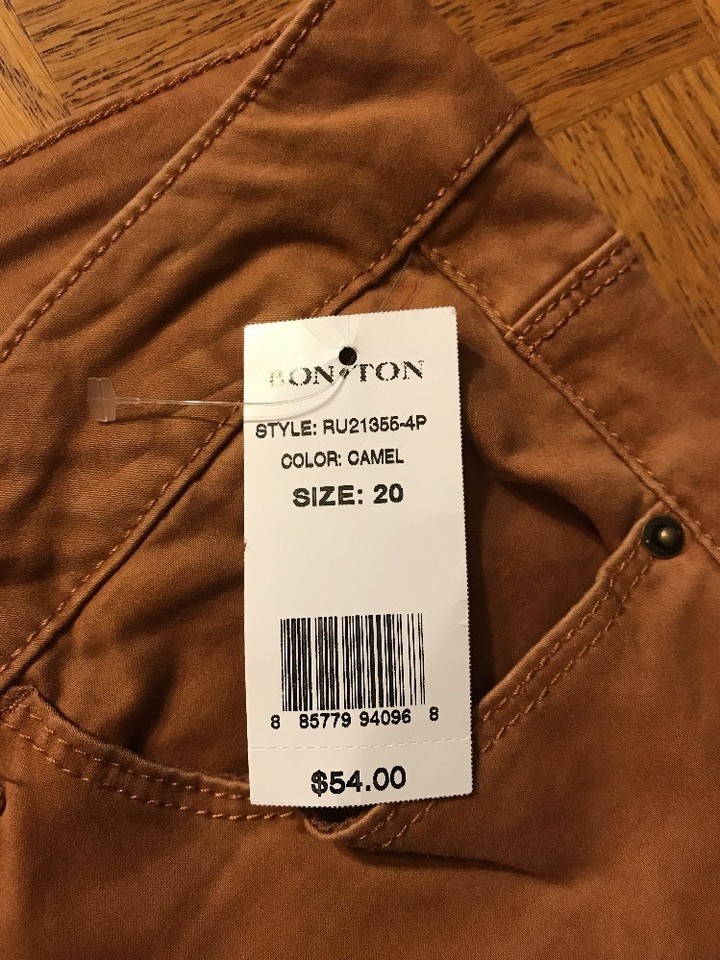 BON•TON
STYLE: RU21355-4P
COLOR: CAMEL
SIZE: 20
8 85779 94096 8
$54.00